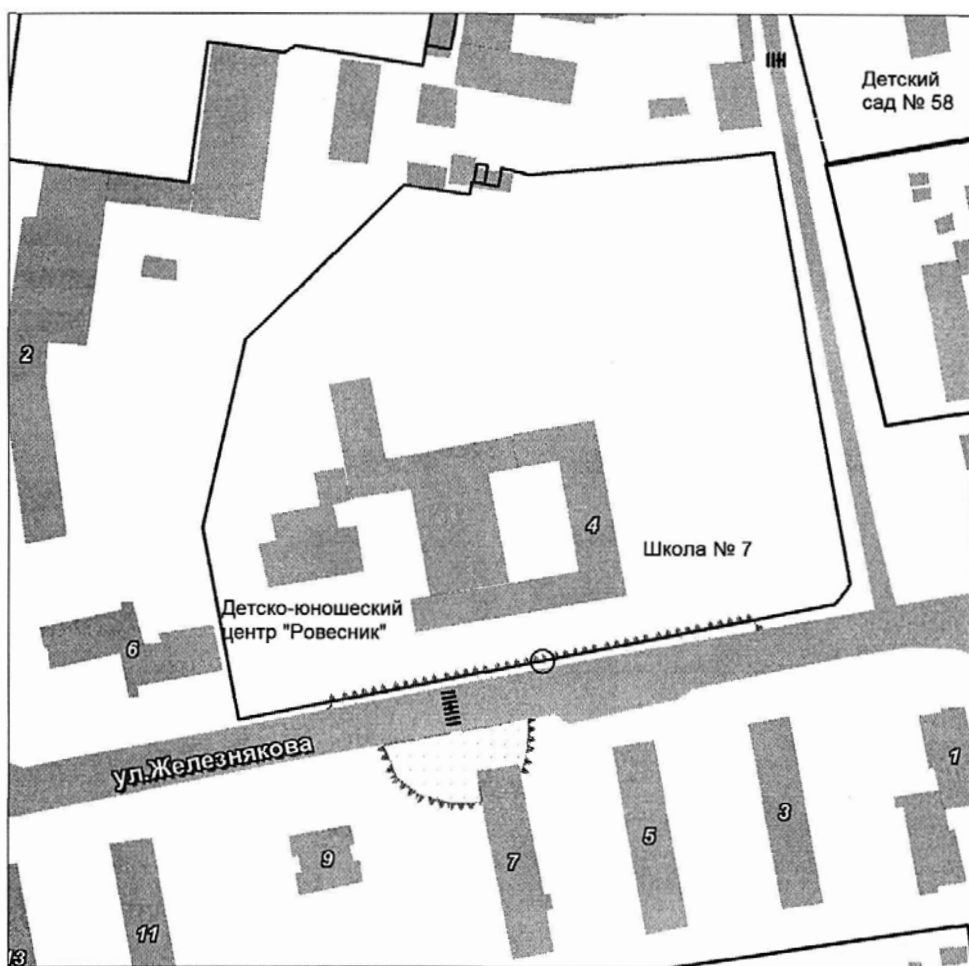 Детский
сад № 58
2
4
Школа № 7
Детско-юношеский
центр "Ровесник"
6
ул.Железнякова
1
3
5
7
9
11
13